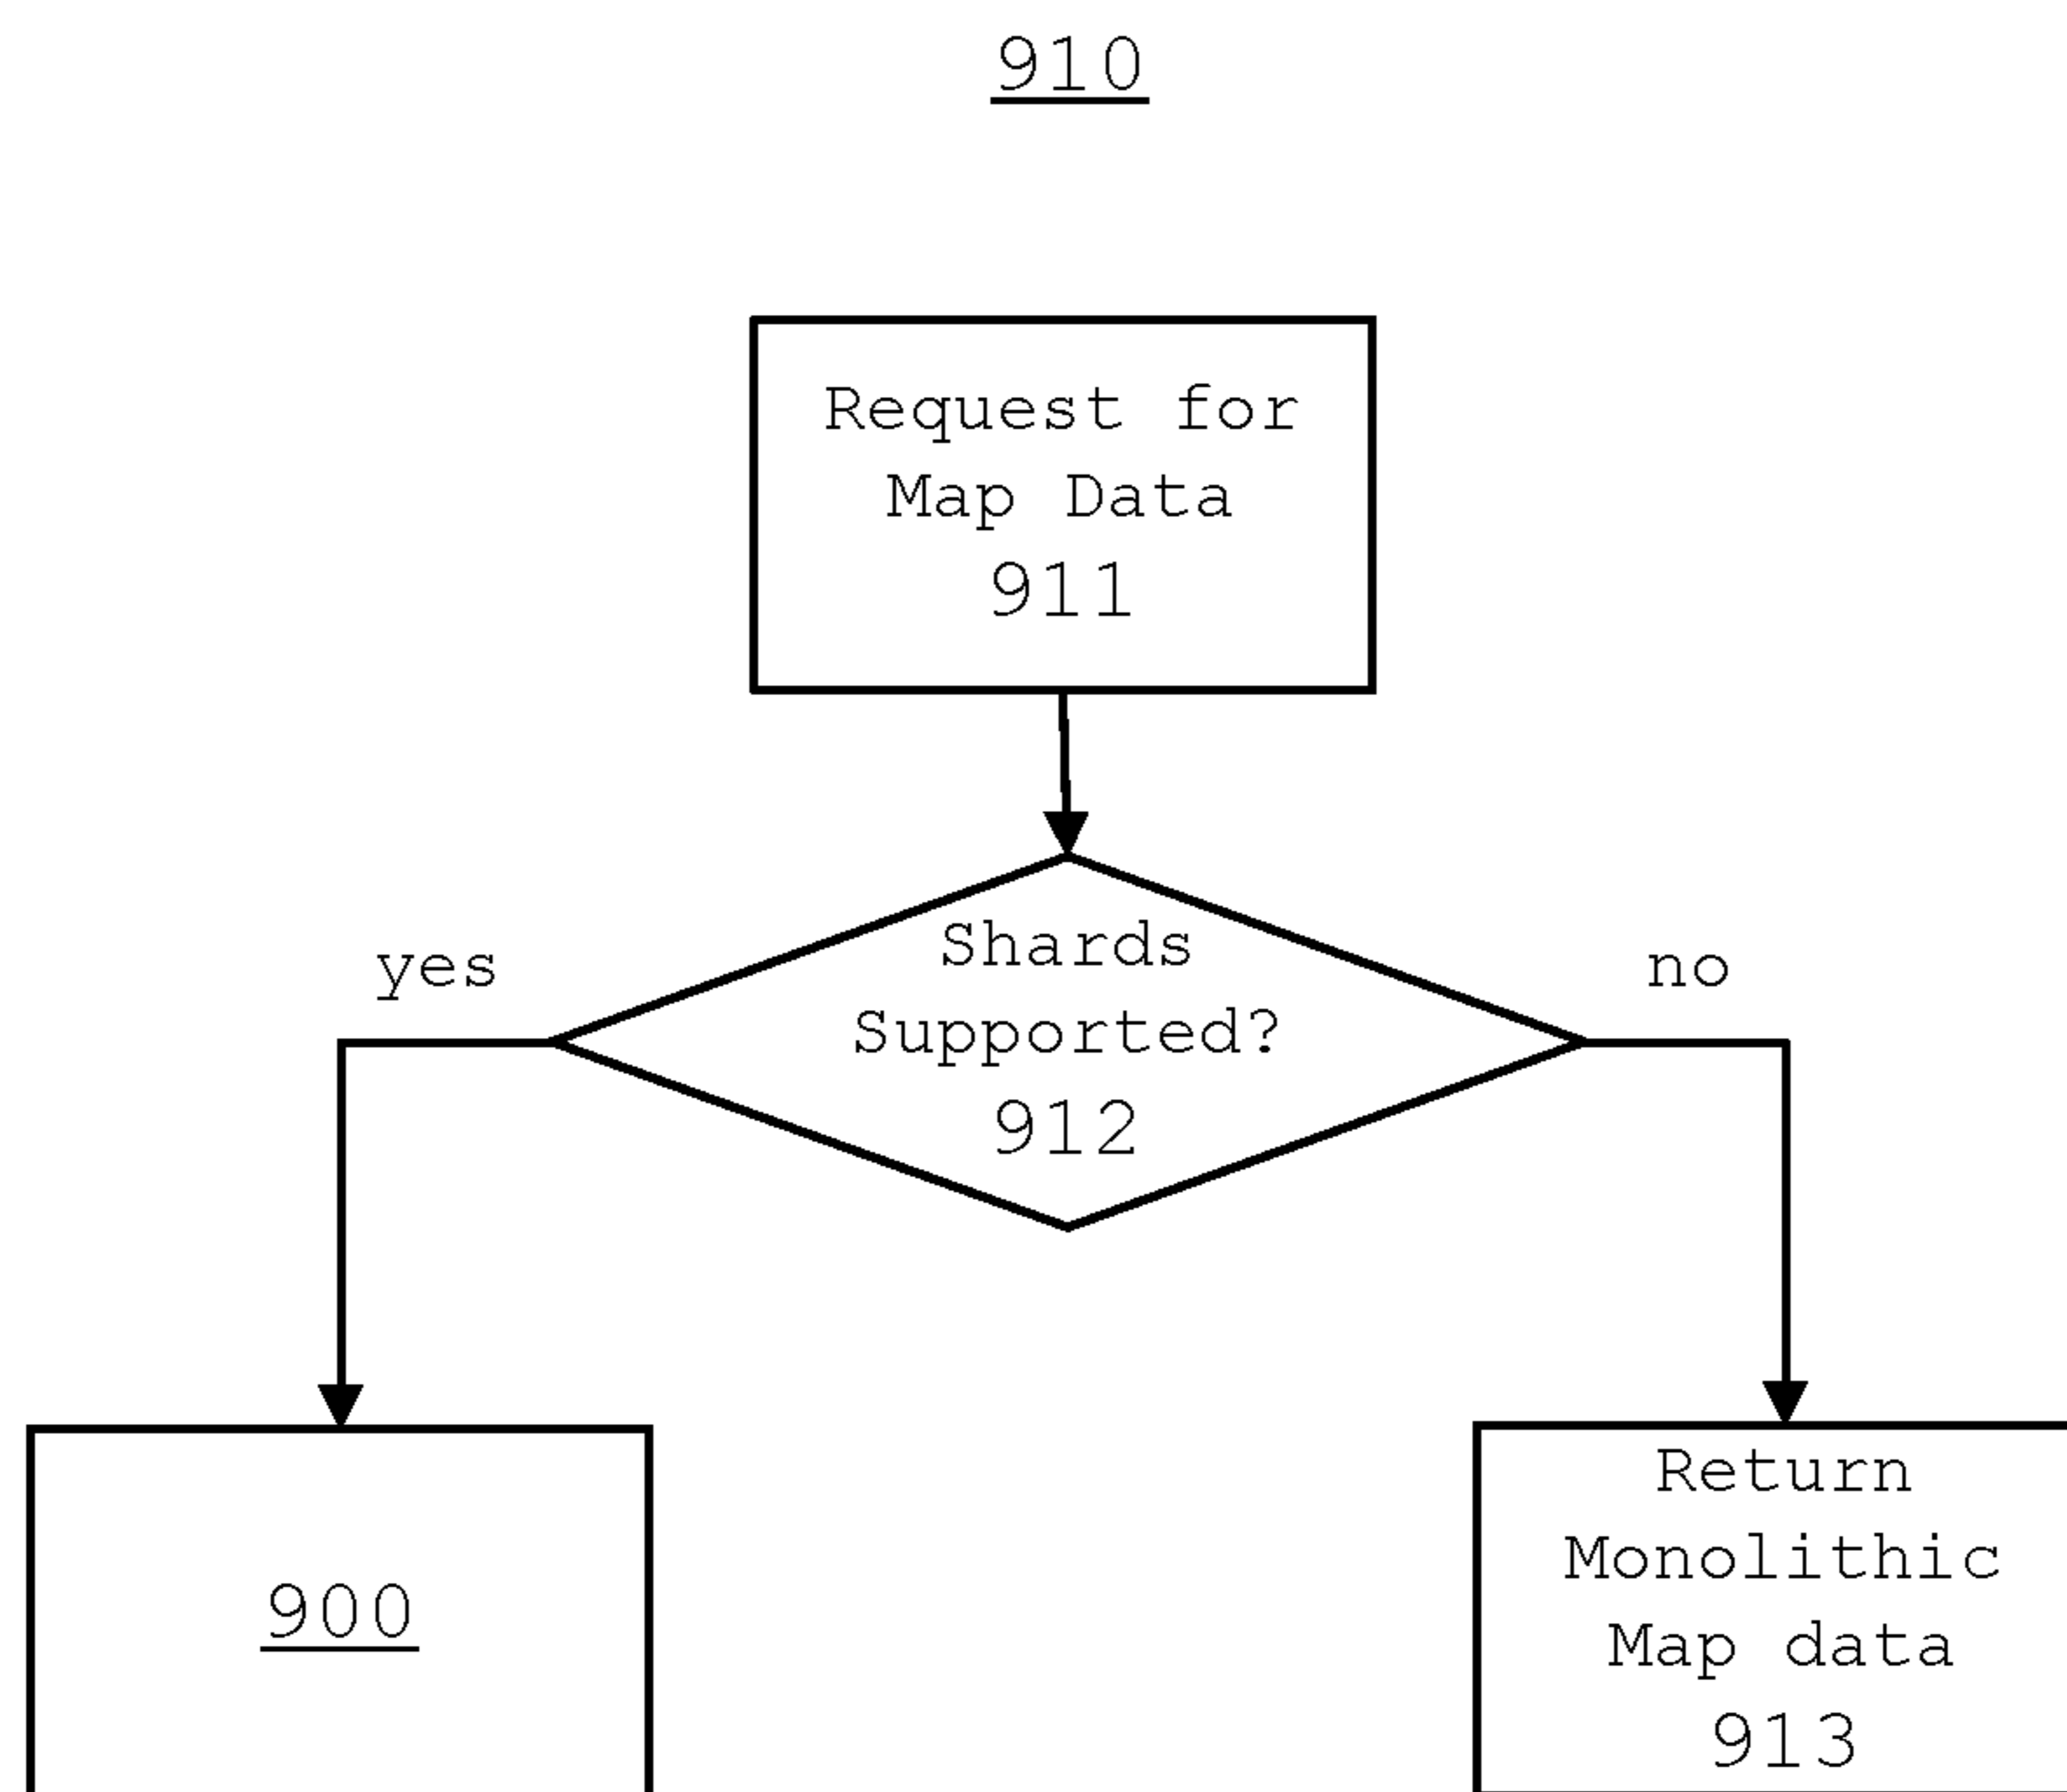 910
Request for
Map Data
911
Shards
Supported?
912
yes
no
900
Return
Monolithic
Map data
913